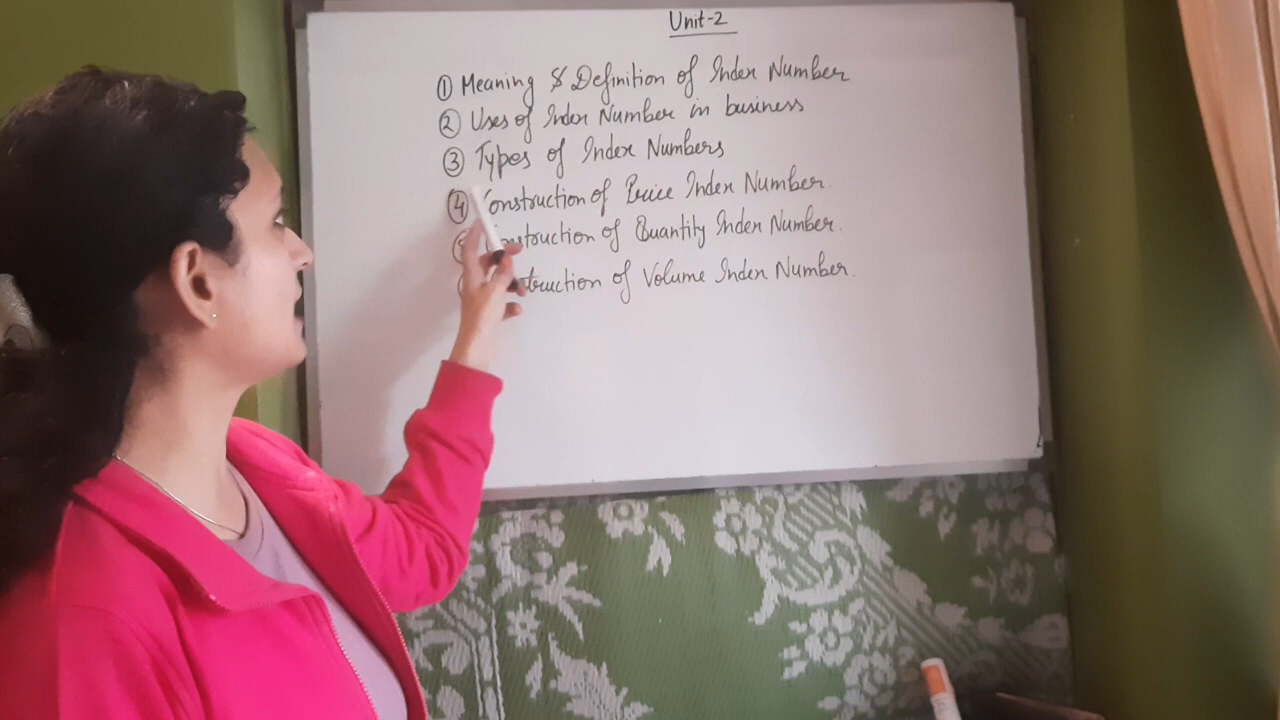 Unit-2
① Meaning & Definition of Index Number
② Uses of Index Number in business
③ Types of Index Numbers
④ Construction of Price Index Number.
of Quantity Index Number.
of Volume Index Number.